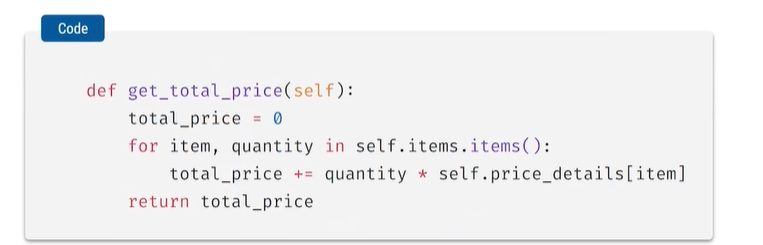 Code
def get_total_price(self):
    total_price = 0
    for item, quantity in self.items.items():
        total_price += quantity * self.price_details[item]
    return total_price